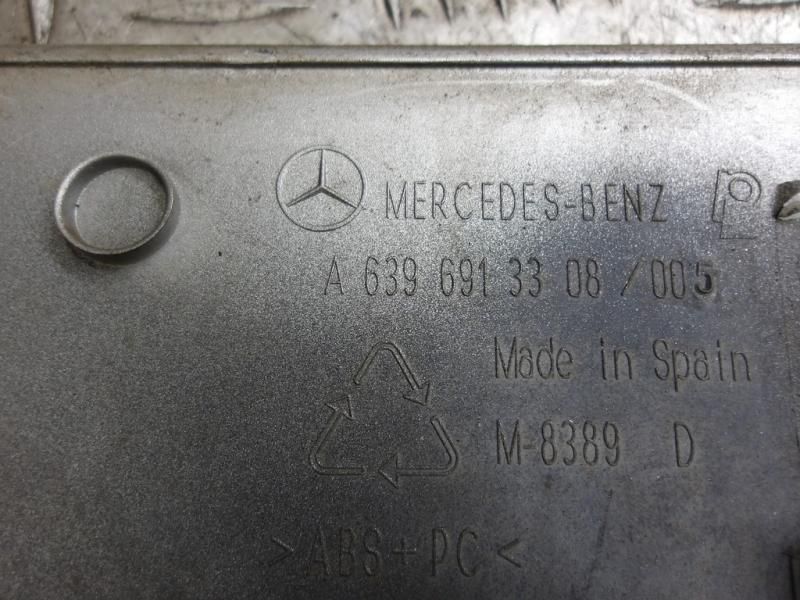 MERCEDES-BENZ
A 639 691 33 08 / 005
Made in Spain
M-8389 D
>ABS+PC<